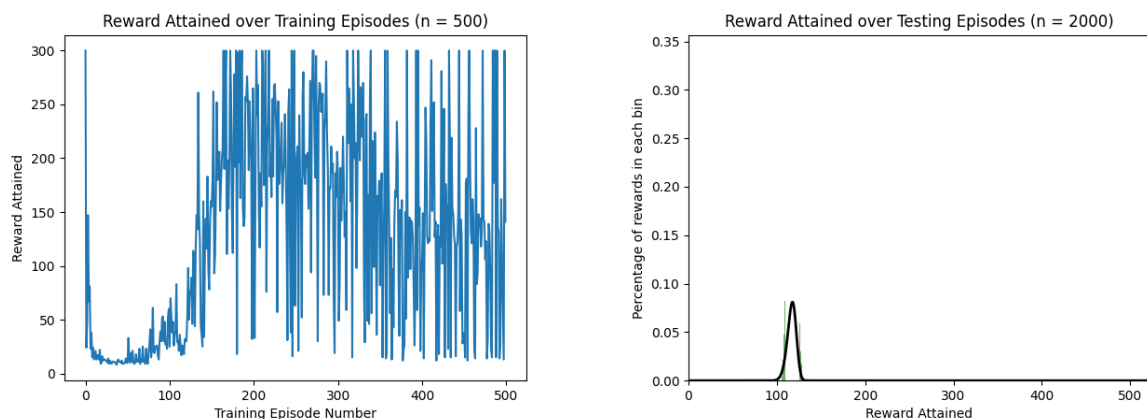 Reward Attained over Training Episodes (n = 500)
300
250
200
150
100
50
0
Reward Attained
0 100 200 300 400 500
Training Episode Number
Reward Attained over Testing Episodes (n = 2000)
0.35
0.30
0.25
0.20
0.15
0.10
0.05
0.00
Percentage of rewards in each bin
0 100 200 300 400 500
Reward Attained